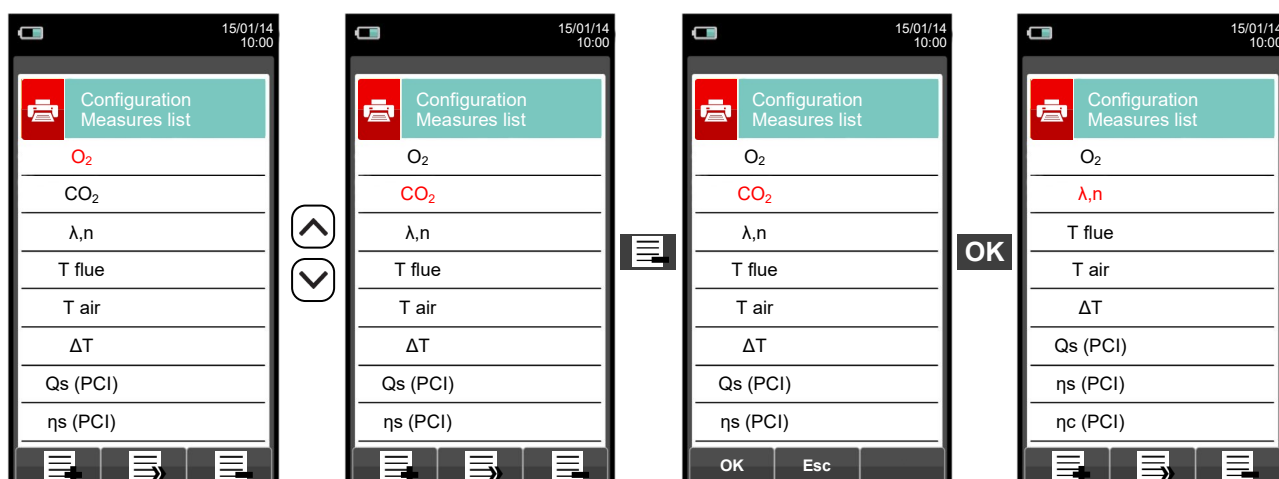 15/01/14
10:00
Configuration
Measures list
O₂
CO₂
λ,n
T flue
T air
ΔT
Qs (PCI)
ηs (PCI)
15/01/14
10:00
Configuration
Measures list
O₂
CO₂
λ,n
T flue
T air
ΔT
Qs (PCI)
ηs (PCI)
15/01/14
10:00
Configuration
Measures list
O₂
CO₂
λ,n
T flue
T air
ΔT
Qs (PCI)
ηs (PCI)
OK Esc
OK
15/01/14
10:00
Configuration
Measures list
O₂
λ,n
T flue
T air
ΔT
Qs (PCI)
ηs (PCI)
ηc (PCI)